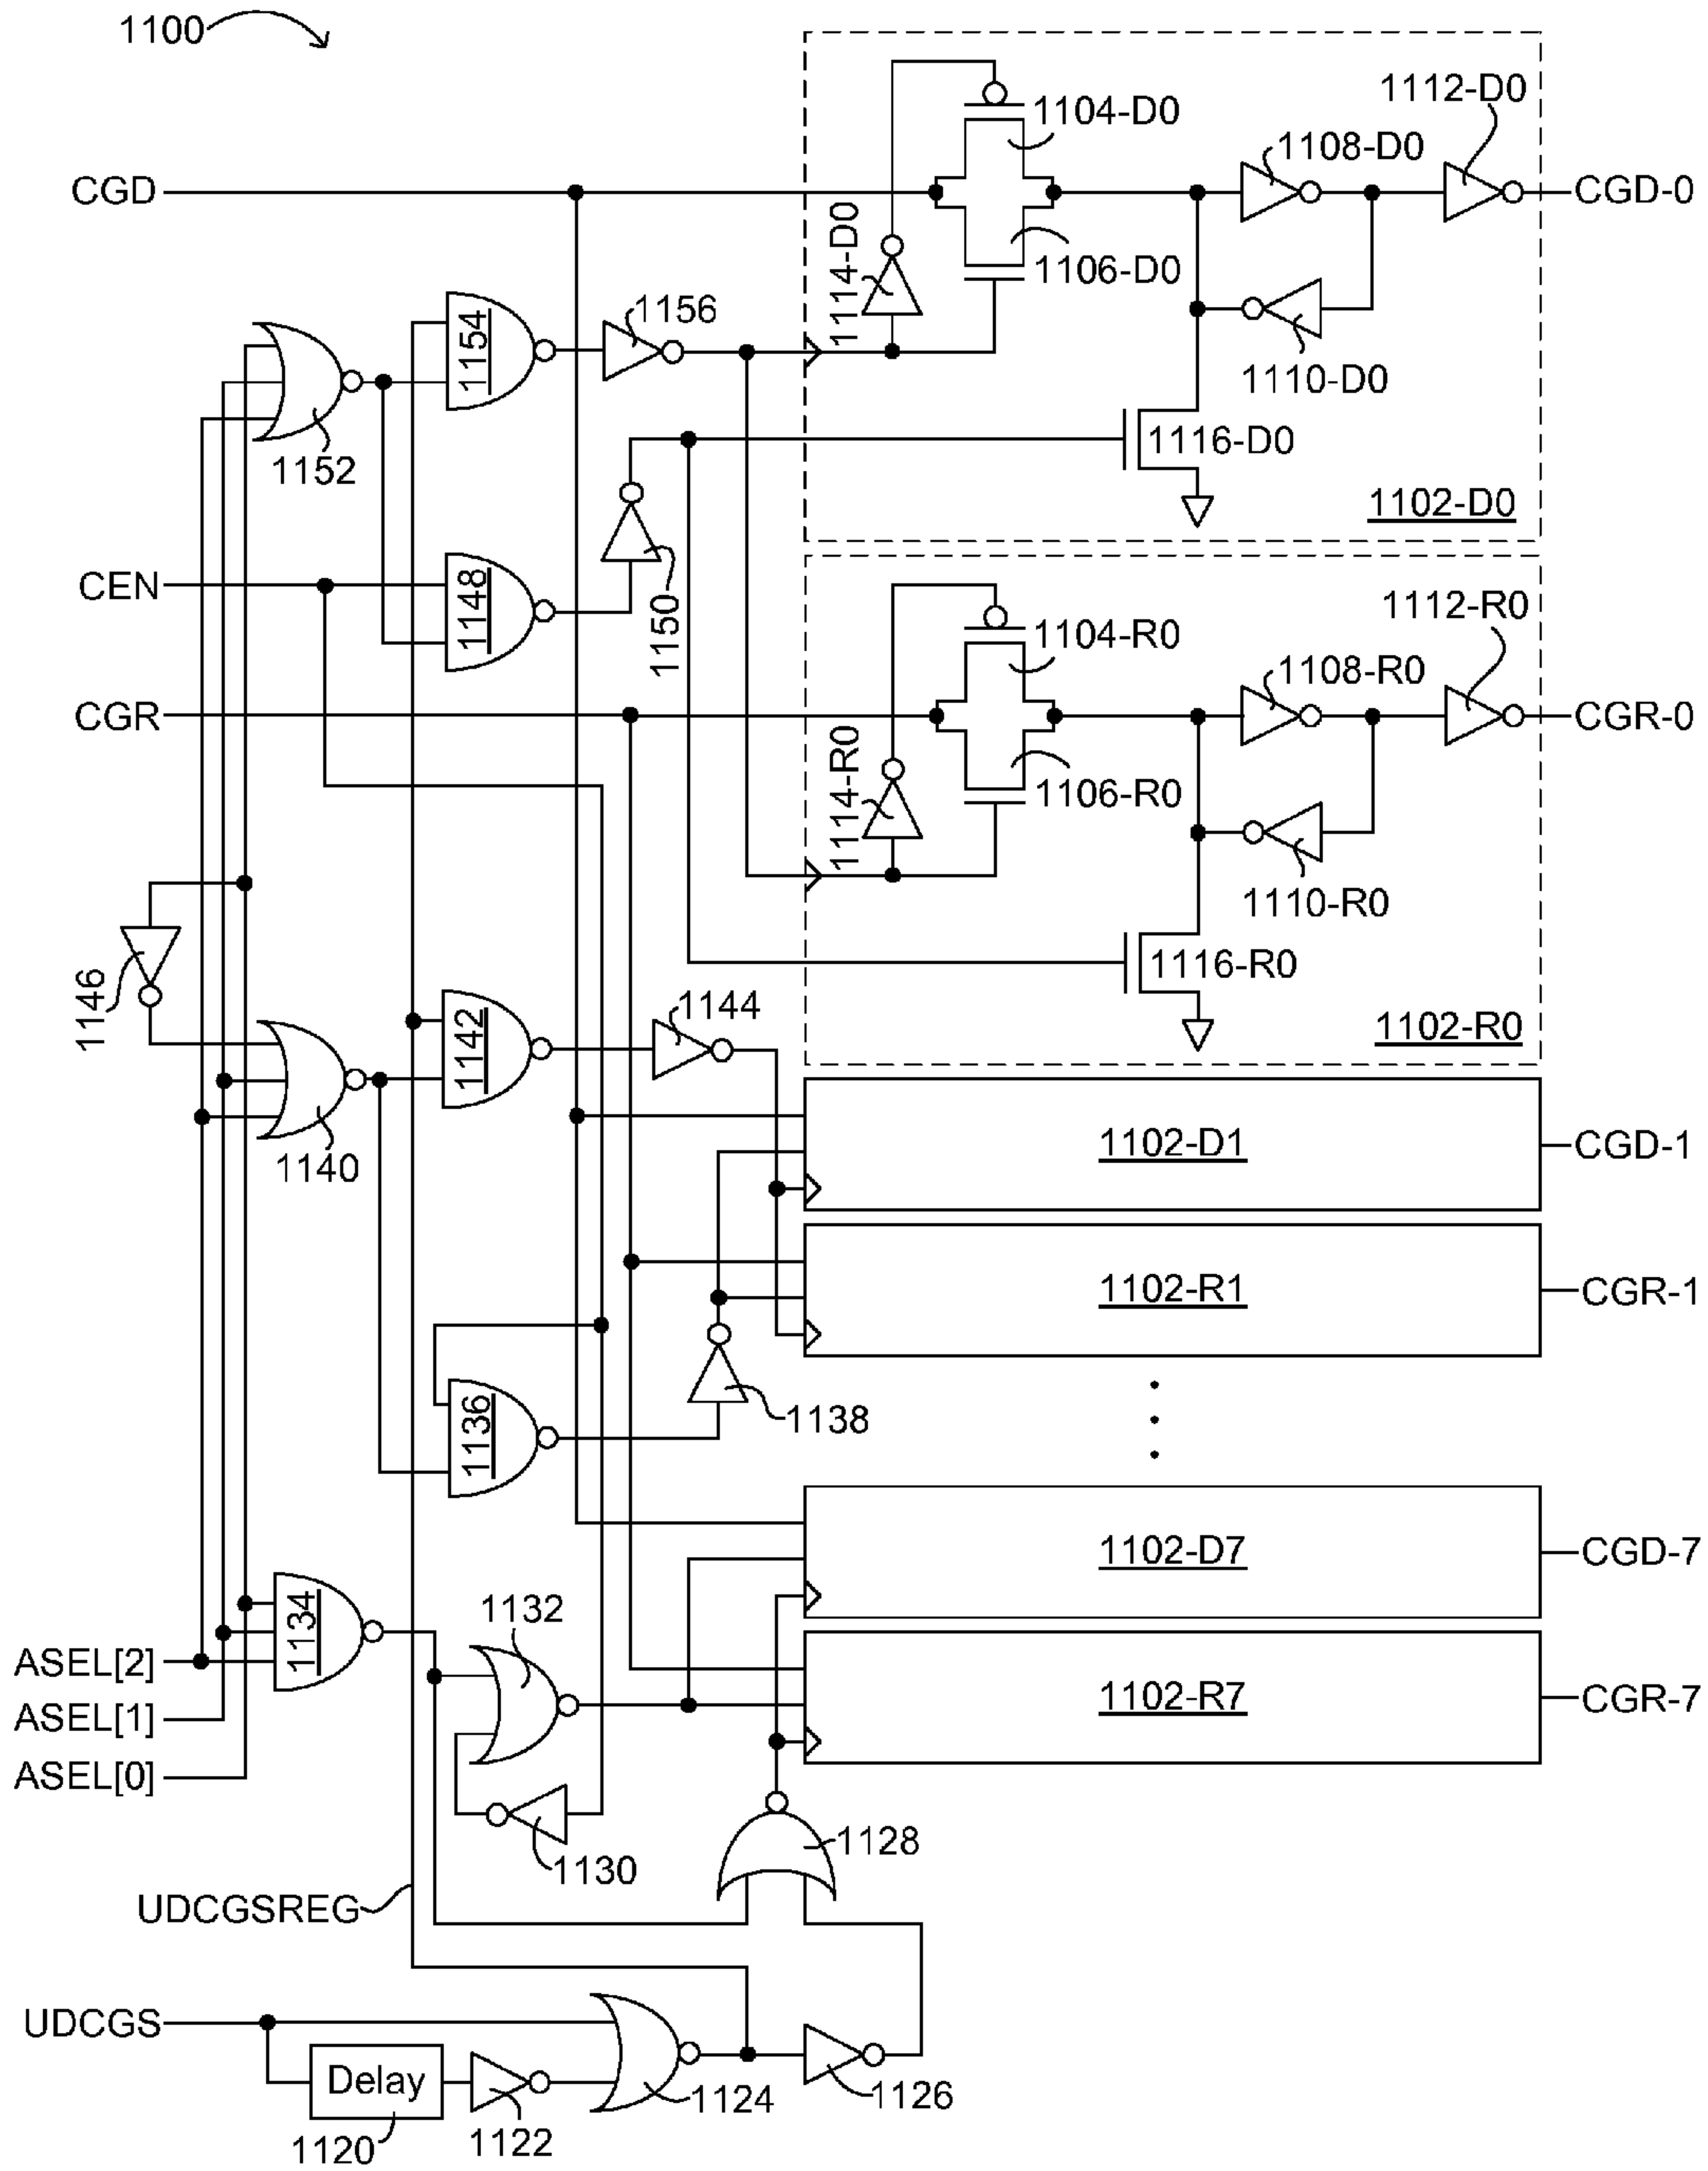 1100
1112-D0
1104-D0
1108-D0
CGD
CGD-0
1114-D0
1106-D0
1156
1154
1110-D0
1116-D0
1152
1102-D0
CEN
1148
1150
1112-R0
1104-R0
1108-R0
CGR
CGR-0
1114-R0
1106-R0
1110-R0
1116-R0
1146
1144
1142
1102-R0
1140
1102-D1
CGD-1
1102-R1
CGR-1
1136
1138
1102-D7
CGD-7
1134
1132
ASEL[2]
ASEL[1]
ASEL[0]
1102-R7
CGR-7
1128
1130
UDCGSREG
UDCGS
Delay
1124
1126
1122
1120